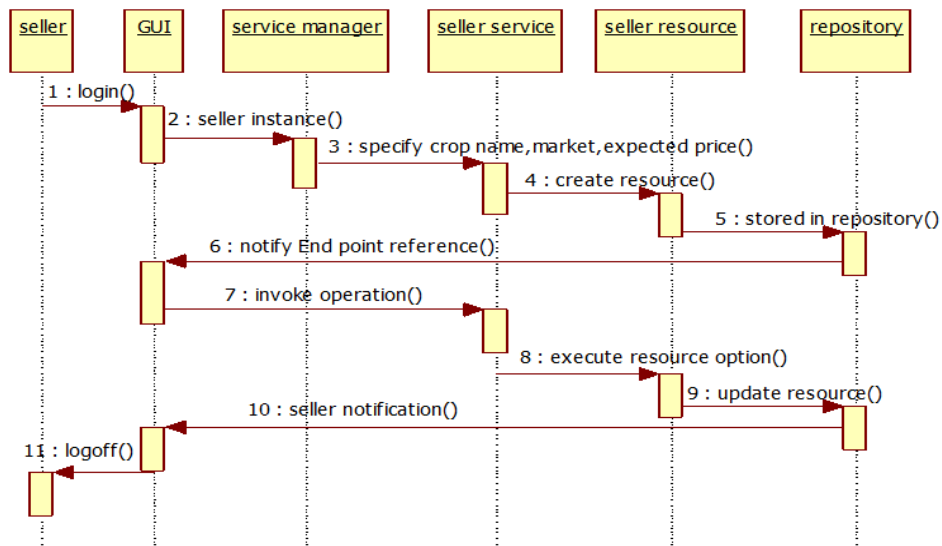 seller
GUI
service manager
seller service
seller resource
repository
1 : login()
2 : seller instance()
3 : specify crop name,market,expected price()
4 : create resource()
5 : stored in repository()
6 : notify End point reference()
7 : invoke operation()
8 : execute resource option()
9 : update resource()
10 : seller notification()
11 : logoff()